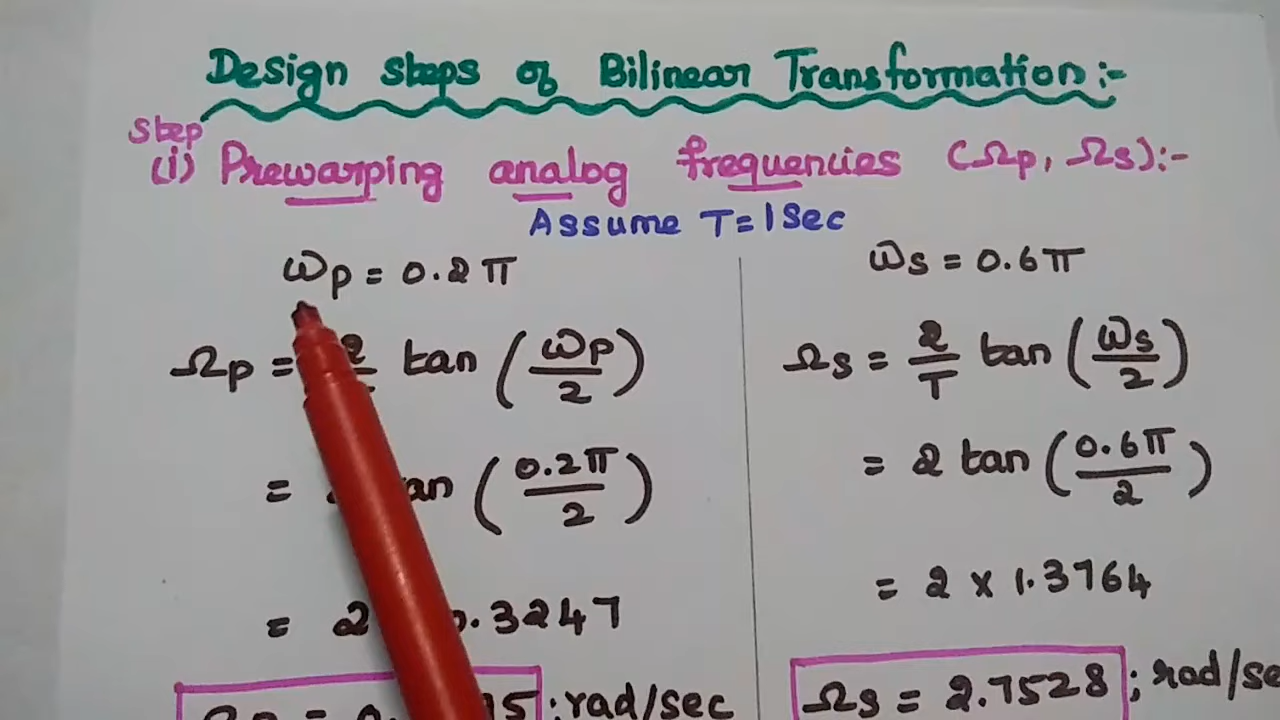 Design steps of Bilinear Transformation:-
Step
(i) Prewarping analog frequencies (Ωp, Ωs):-
Assume T=1Sec
ωp = 0.2π
Ωp = tan (ωp/2)
= (0.2π/2)
= 2 .3247
rad/sec
ωs = 0.6π
Ωs = 2/T tan (ωs/2)
= 2 tan (0.6π/2)
= 2 x 1.3764
Ωs = 2.7528 ; rad/se